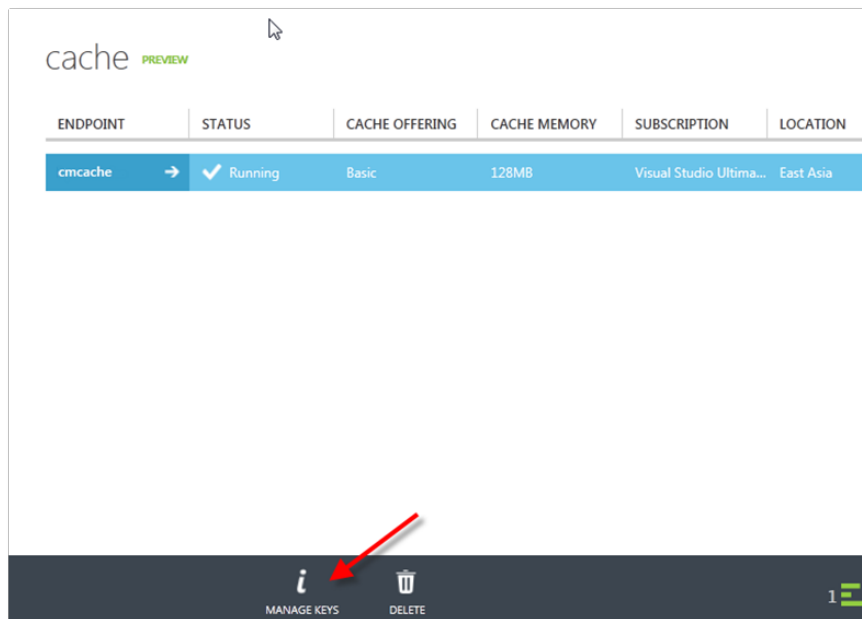 cache PREVIEW
ENDPOINT STATUS CACHE OFFERING CACHE MEMORY SUBSCRIPTION LOCATION
cmcache Running Basic 128MB Visual Studio Ultima... East Asia
i
MANAGE KEYS DELETE
1